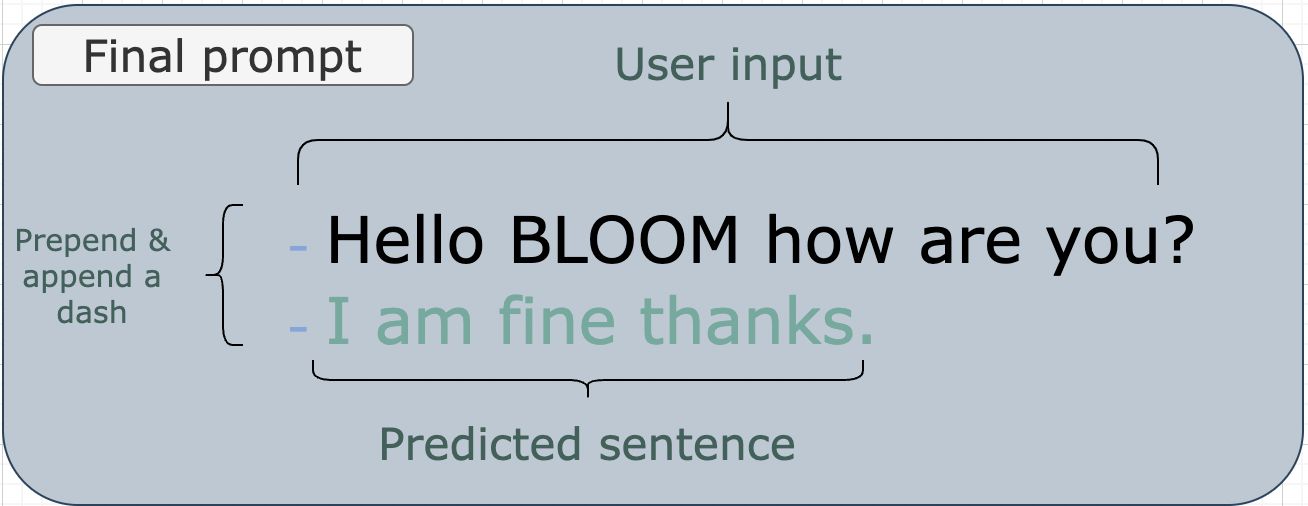 Final prompt
User input
Prepend &
append a
dash
- Hello BLOOM how are you?
- I am fine thanks.
Predicted sentence